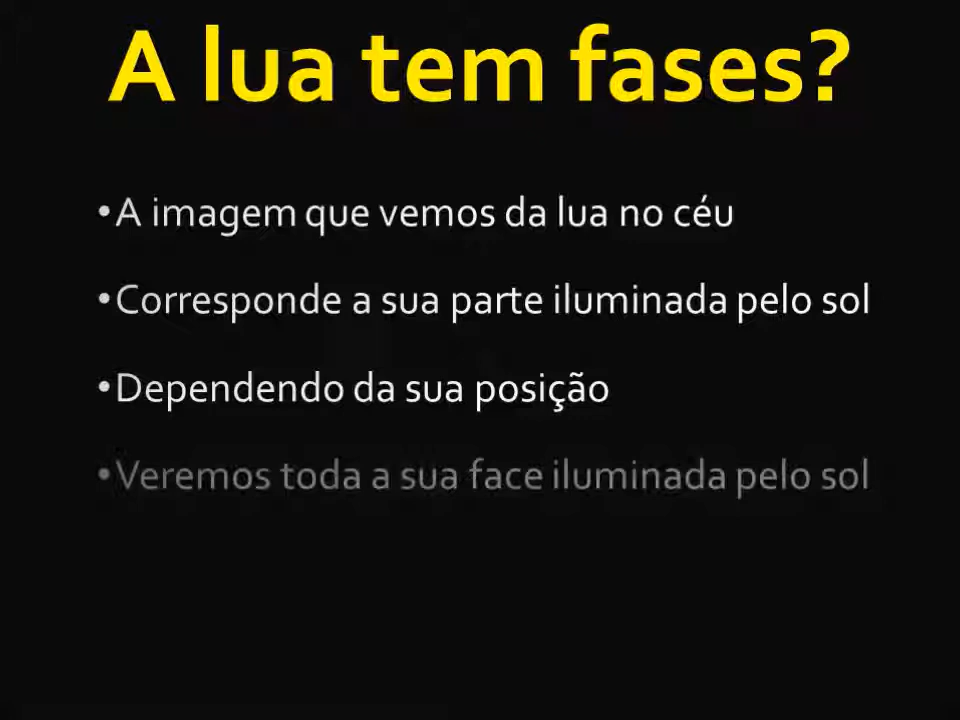 A lua tem fases?
•A imagem que vemos da lua no céu
•Corresponde a sua parte iluminada pelo sol
•Dependendo da sua posição
•Veremos toda a sua face iluminada pelo sol